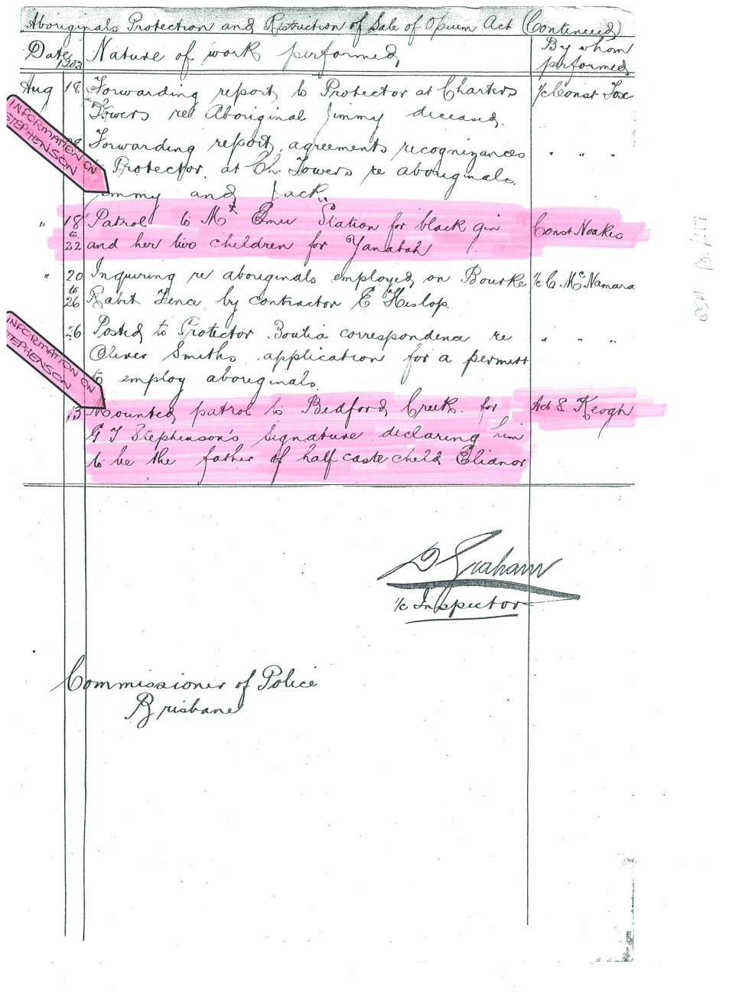 Aboriginals Protection and Restruction of Sale of Opium Act (Contenued)
Date 1903 Nature of work performed By whom performed
Aug 18 Forwarding report to Protector at Charters a/c Const Fox
Towers re Aboriginal Jimmy deceased.
INFORMATION ON STEPHENSON
Forwarding report, agreements recognizances " " "
Protector. at Ch. Towers re aboriginals.
Jimmy and Jack.
" 18 Patrol to Mt Emu Station for black gin Const Noakes
to 22 and her two children for Yarrabah
" 20 Inquiring re aboriginals employed on Bourke a/c C. McNamara
to 26 Rabit Fence by contractor E Heslop.
26 Posted to Protector Boulia correspondence re " " "
INFORMATION ON STEPHENSON
Oliver Smiths application for a permitt
to employ aboriginals.
13 Mounted patrol to Bedford Creek for Act S Keogh
G T Stephenson's Signature declaring him
to be the father of half caste child Elianor
D Graham
a/c Inspector
Commissioner of Police
Brisbane
QSA POL/J17